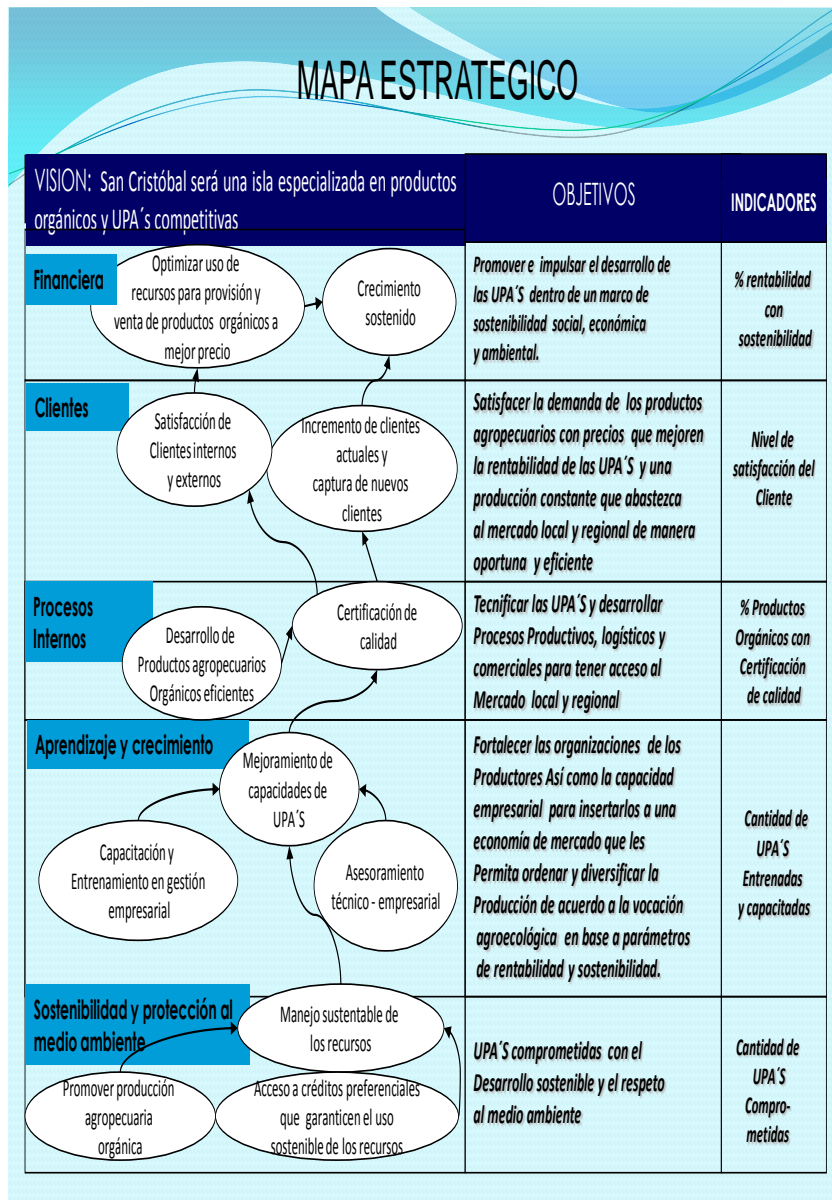 MAPA ESTRATEGICO
VISION: San Cristóbal será una isla especializada en productos
orgánicos y UPA´s competitivas
OBJETIVOS
INDICADORES
Financiera
Optimizar uso de
recursos para provisión y
venta de productos orgánicos a
mejor precio
Crecimiento
sostenido
Promover e impulsar el desarrollo de
las UPA´S dentro de un marco de
sostenibilidad social, económica
y ambiental.
% rentabilidad
con
sostenibilidad
Clientes
Satisfacción de
Clientes internos
y externos
Incremento de clientes
actuales y
captura de nuevos
clientes
Satisfacer la demanda de los productos
agropecuarios con precios que mejoren
la rentabilidad de las UPA´S y una
producción constante que abastezca
al mercado local y regional de manera
oportuna y eficiente
Nivel de
satisfacción del
Cliente
Procesos
Internos
Desarrollo de
Productos agropecuarios
Orgánicos eficientes
Certificación de
calidad
Tecnificar las UPA´S y desarrollar
Procesos Productivos, logísticos y
comerciales para tener acceso al
Mercado local y regional
% Productos
Orgánicos con
Certificación
de calidad
Aprendizaje y crecimiento
Mejoramiento de
capacidades de
UPA´S
Capacitación y
Entrenamiento en gestión
empresarial
Asesoramiento
técnico - empresarial
Fortalecer las organizaciones de los
Productores Así como la capacidad
empresarial para insertarlos a una
economía de mercado que les
Permita ordenar y diversificar la
Producción de acuerdo a la vocación
agroecológica en base a parámetros
de rentabilidad y sostenibilidad.
Cantidad de
UPA´S
Entrenadas
y capacitadas
Sostenibilidad y protección al
medio ambiente
Manejo sustentable de
los recursos
Promover producción
agropecuaria
orgánica
Acceso a créditos preferenciales
que garanticen el uso
sostenible de los recursos
UPA´S comprometidas con el
Desarrollo sostenible y el respeto
al medio ambiente
Cantidad de
UPA´S
Compro-
metidas